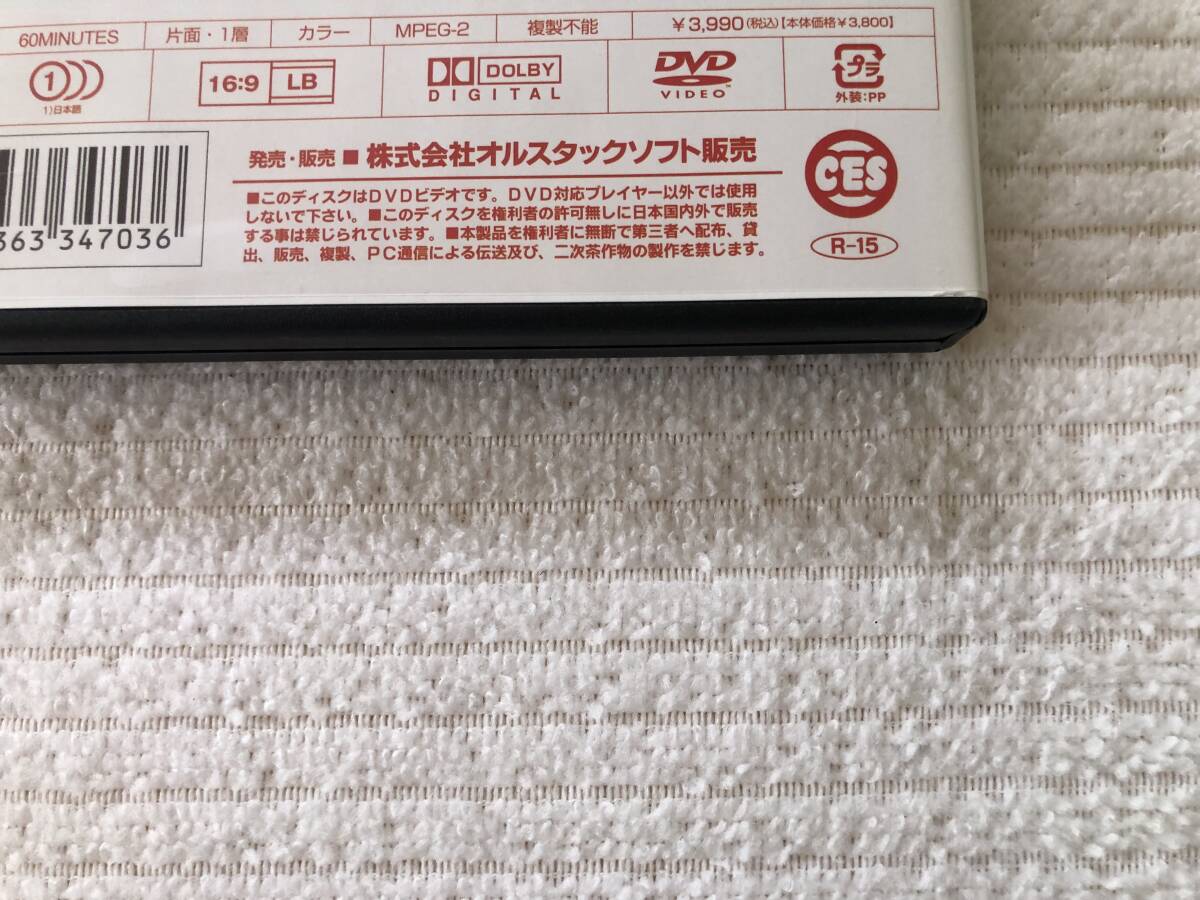 60MINUTES 片面・1層 カラー MPEG-2 複製不能 ¥3,990(税込)【本体価格¥3,800】
1 16:9 LB DOLBY DVD プラ
1)日本語 DIGITAL VIDEO 外装:PP
発売・販売■株式会社オルスタックソフト販売
■このディスクはDVDビデオです。DVD対応プレイヤー以外では使用
しないで下さい。■このディスクを権利者の許可無しに日本国内外で販売
する事は禁じられています。■本製品を権利者に無断で第三者へ配布、貸
出、販売、複製、PC通信による伝送及び、二次茶作物の製作を禁じます。
363 347036
CES
R-15